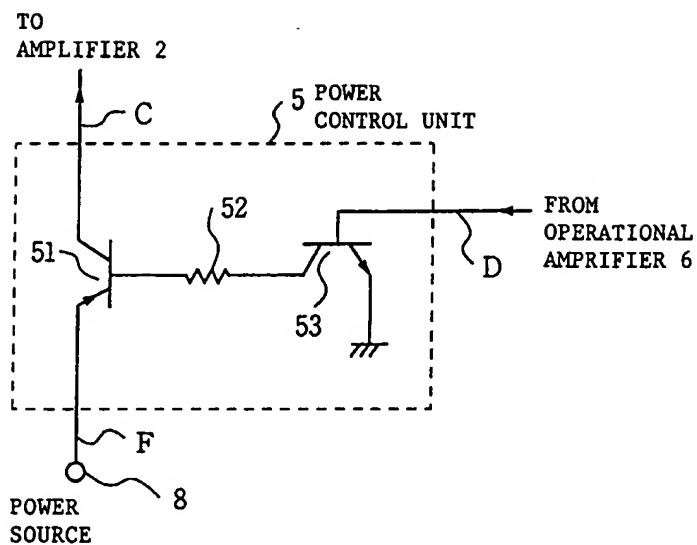 TO
AMPLIFIER 2
C
5 POWER
CONTROL UNIT
52
FROM
OPERATIONAL
AMPRIFIER 6
51
53
D
F
8
POWER
SOURCE